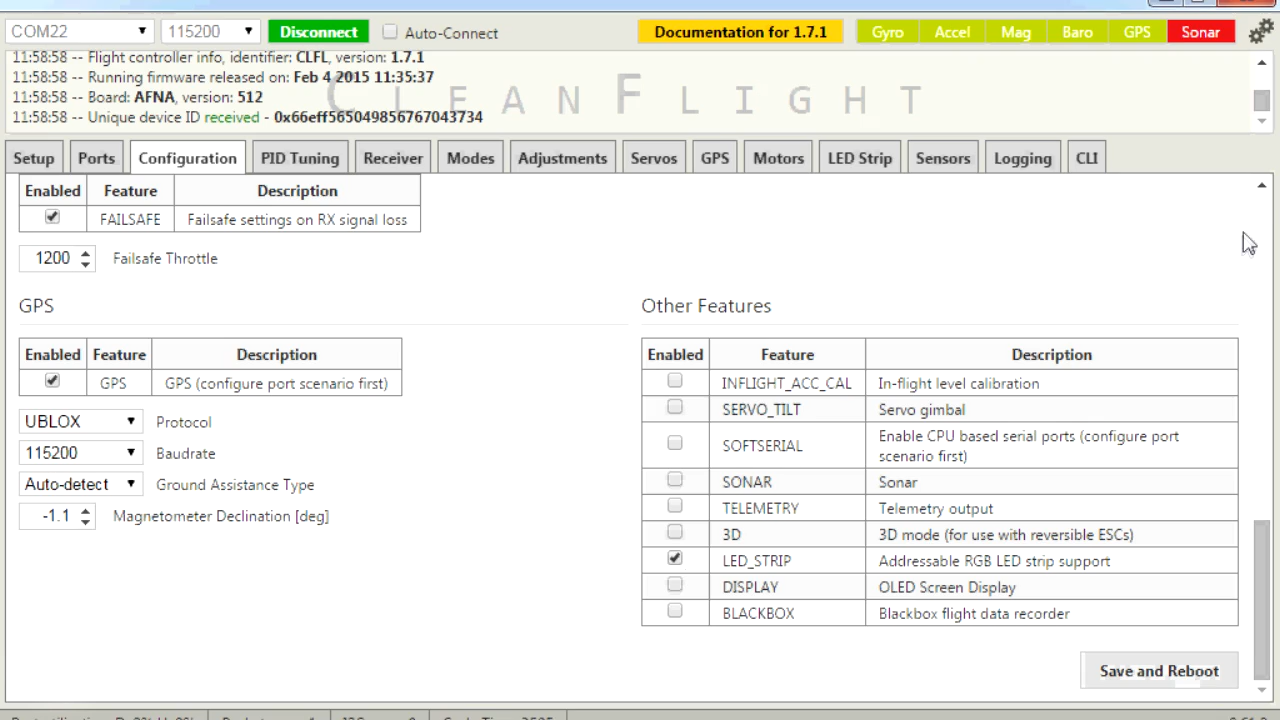 COM22 115200 Disconnect Auto-Connect Documentation for 1.7.1 Gyro Accel Mag Baro GPS Sonar
11:58:58 -- Flight controller info, identifier: CLFL, version: 1.7.1
11:58:58 -- Running firmware released on: Feb 4 2015 11:35:37
11:58:58 -- Board: AFNA, version: 512
11:58:58 -- Unique device ID received - 0x66eff565049856767043734
CLEANFLIGHT
Setup Ports Configuration PID Tuning Receiver Modes Adjustments Servos GPS Motors LED Strip Sensors Logging CLI
Enabled Feature Description
FAILSAFE Failsafe settings on RX signal loss
1200 Failsafe Throttle
GPS
Enabled Feature Description
GPS GPS (configure port scenario first)
UBLOX Protocol
115200 Baudrate
Auto-detect Ground Assistance Type
-1.1 Magnetometer Declination [deg]
Other Features
Enabled Feature Description
INFLIGHT_ACC_CAL In-flight level calibration
SERVO_TILT Servo gimbal
SOFTSERIAL Enable CPU based serial ports (configure port
scenario first)
SONAR Sonar
TELEMETRY Telemetry output
3D 3D mode (for use with reversible ESCs)
LED_STRIP Addressable RGB LED strip support
DISPLAY OLED Screen Display
BLACKBOX Blackbox flight data recorder
Save and Reboot